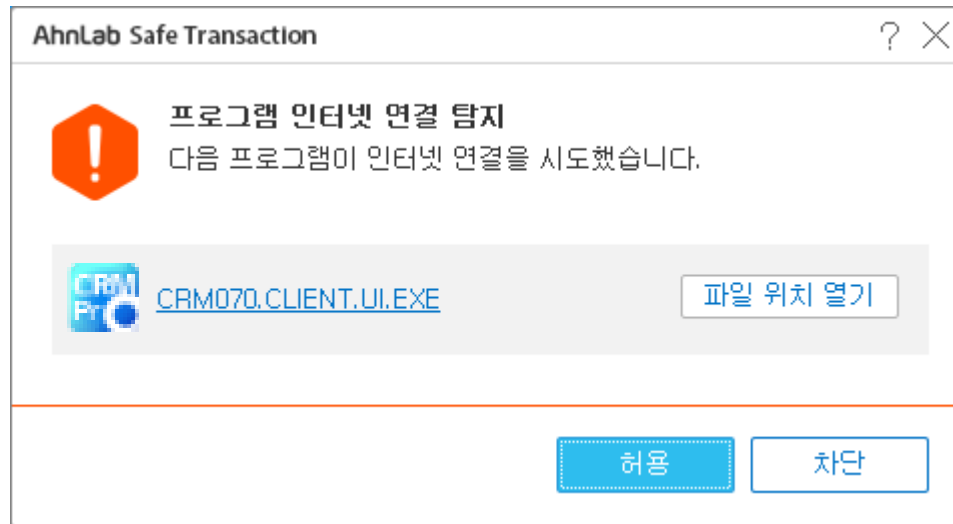 AhnLab Safe Transaction
프로그램 인터넷 연결 탐지
다음 프로그램이 인터넷 연결을 시도했습니다.
CRM
CRM070.CLIENT.UI.EXE
파일 위치 열기
허용
차단